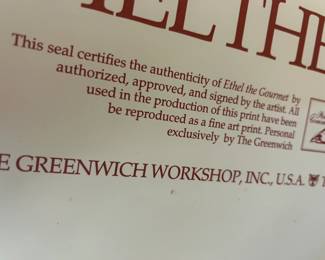 EL THE
This seal certifies the authenticity of Ethel the Gourmet by
authorized, approved, and signed by the artist. All
used in the production of this print have been
be reproduced as a fine art print. Personal
exclusively by The Greenwich
E GREENWICH WORKSHOP, INC., U.S.A.